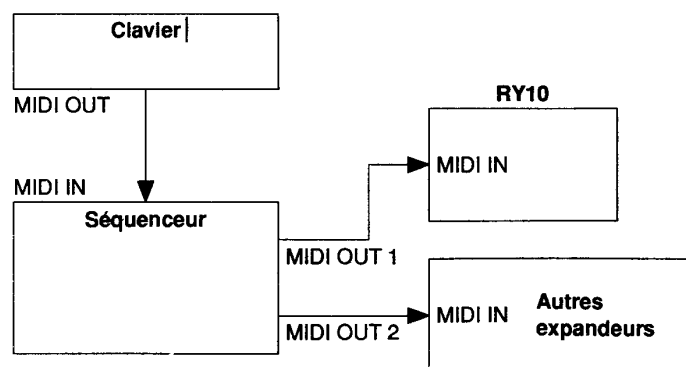 Clavier
MIDI OUT
RY10
MIDI IN
MIDI IN
Séquenceur
MIDI OUT 1
MIDI IN
Autres
expandeurs
MIDI OUT 2